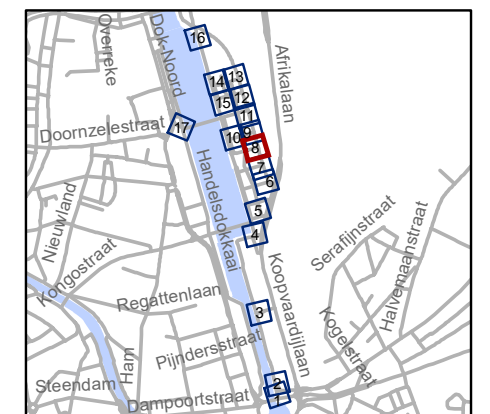 Overreke
Dok-Noord
16
Afrikalaan
14
13
15
12
11
Doornzelestraat
17
10
9
8
7
6
Handelsdokkaai
Nieuwland
5
4
Serafijnstraat
Halvemaanstraat
Kongostraat
Koopvaardijlaan
Regattenlaan
3
Kogelstraat
Pijndersstraat
Ham
Steendam
2
1
Dampoortstraat